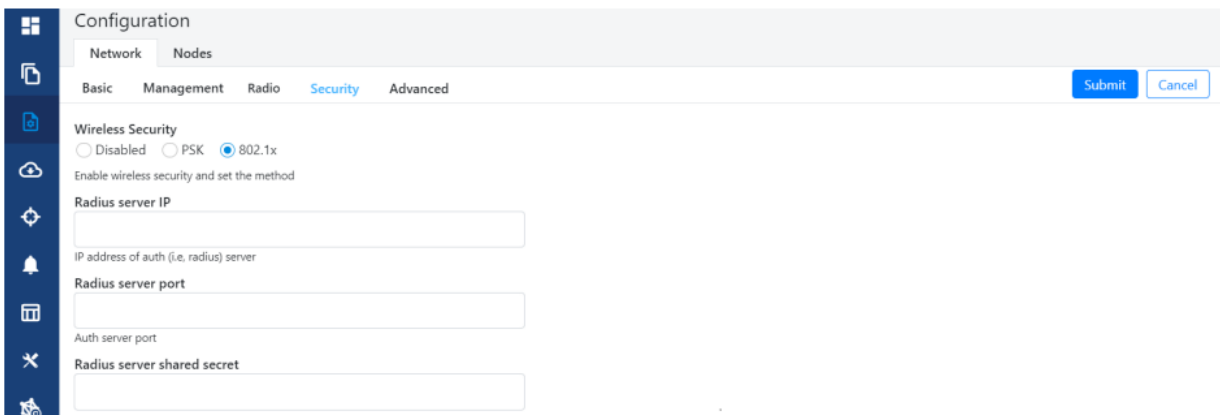 Configuration
Network Nodes
Basic Management Radio Security Advanced Submit Cancel
Wireless Security
Disabled PSK 802.1x
Enable wireless security and set the method
Radius server IP
IP address of auth (i.e, radius) server
Radius server port
Auth server port
Radius server shared secret